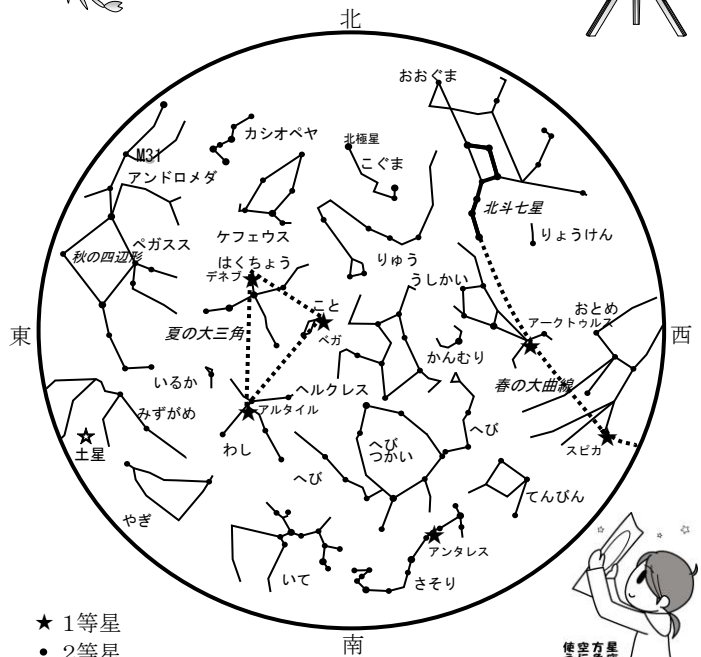 北
おおぐま
カシオペヤ
北極星
こぐま
M31
アンドロメダ
北斗七星
りょうけん
ペガスス
ケフェウス
りゅう
秋の四辺形
はくちょう
デネブ
うしかい
こと
おとめ
アークトゥルス
東
夏の大三角
ベガ
西
かんむり
いるか
ヘルクレス
春の大曲線
みずがめ
アルタイル
わし
へび
つかい
へび
スピカ
土星
へび
てんびん
やぎ
アンタレス
いて
さそり
★ 1等星
• 2等星
南